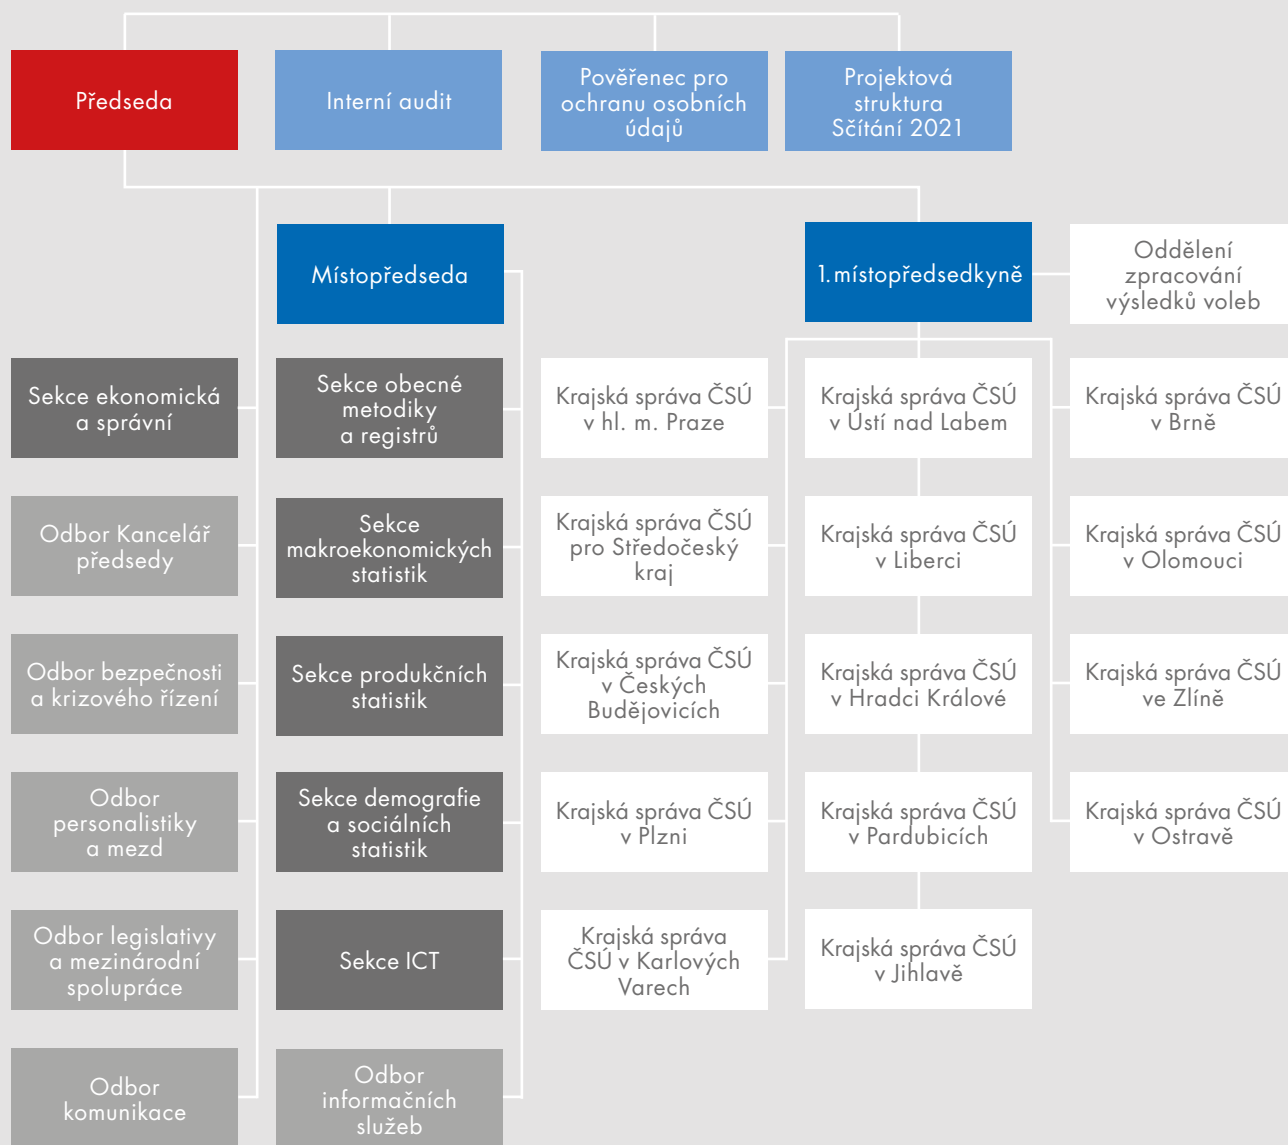 Předseda
Interní audit
Pověřenec pro
ochranu osobních
údajů
Projektová
struktura
Sčítání 2021
Místopředseda
1. místopředsedkyně
Oddělení
zpracování
výsledků voleb
Sekce ekonomická
a správní
Sekce obecné
metodiky
a registrů
Krajská správa ČSÚ
v hl. m. Praze
Krajská správa ČSÚ
v Ústí nad Labem
Krajská správa ČSÚ
v Brně
Odbor Kancelář
předsedy
Sekce
makroekonomických
statistik
Krajská správa ČSÚ
pro Středočeský
kraj
Krajská správa ČSÚ
v Liberci
Krajská správa ČSÚ
v Olomouci
Odbor bezpečnosti
a krizového řízení
Sekce produkčních
statistik
Krajská správa ČSÚ
v Českých
Budějovicích
Krajská správa ČSÚ
v Hradci Králové
Krajská správa ČSÚ
ve Zlíně
Odbor
personalistiky
a mezd
Sekce demografie
a sociálních
statistik
Krajská správa ČSÚ
v Plzni
Krajská správa ČSÚ
v Pardubicích
Krajská správa ČSÚ
v Ostravě
Odbor legislativy
a mezinárodní
spolupráce
Sekce ICT
Krajská správa
ČSÚ v Karlových
Varech
Krajská správa ČSÚ
v Jihlavě
Odbor
komunikace
Odbor
informačních
služeb